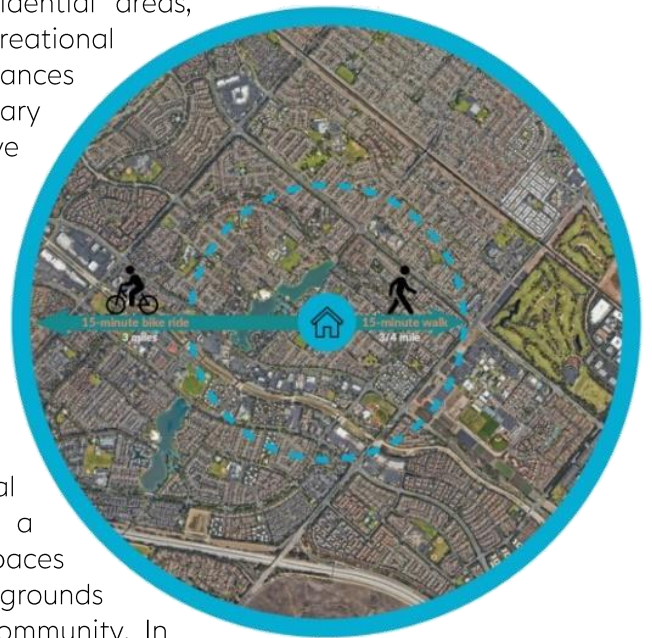 areas,
reational
ances
ary
ve
15-minute bike ride
3 miles
15-minute walk
3/4 mile
al
a
paces
grounds
ommunity. In